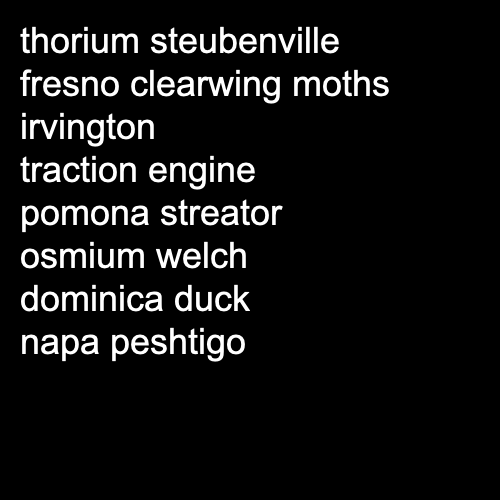 thorium steubenville
fresno clearwing moths
irvington
traction engine
pomona streator
osmium welch
dominica duck
napa peshtigo